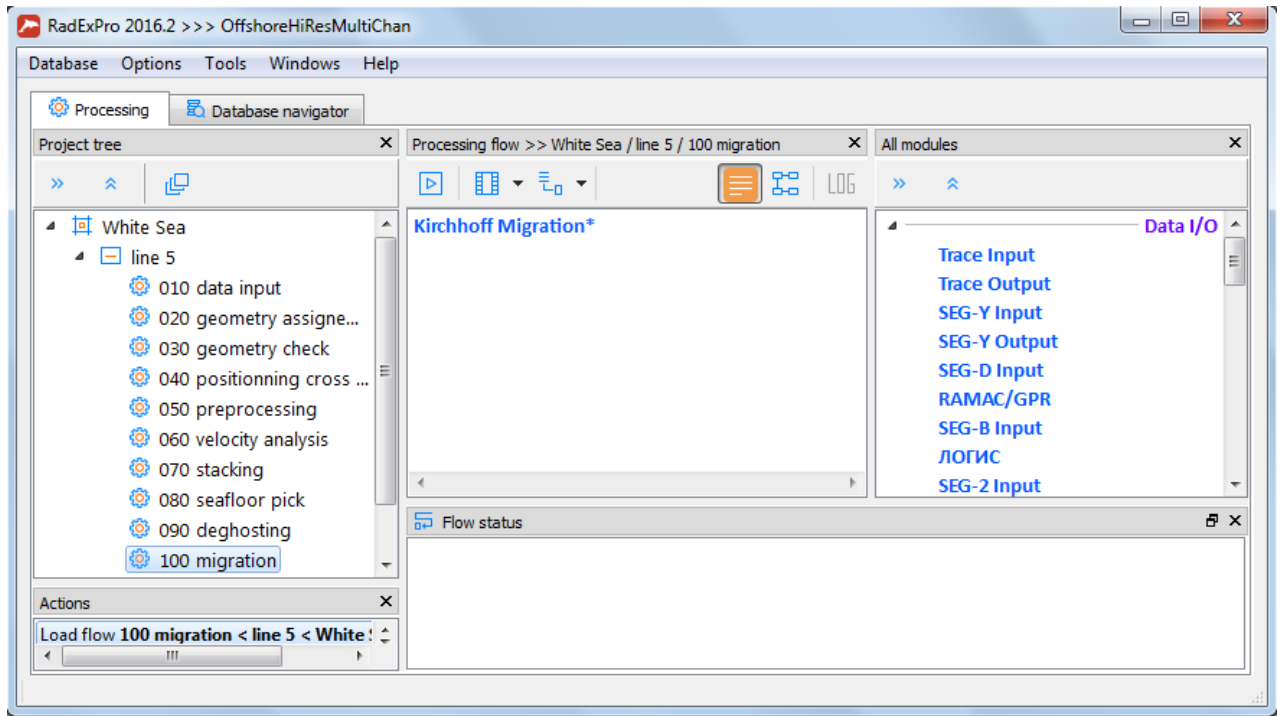 RadExPro 2016.2 >>> OffshoreHiResMultiChan
Database Options Tools Windows Help
Processing Database navigator
Project tree
White Sea
line 5
010 data input
020 geometry assigne...
030 geometry check
040 positionning cross ...
050 preprocessing
060 velocity analysis
070 stacking
080 seafloor pick
090 deghosting
100 migration
Actions
Load flow 100 migration < line 5 < White
Processing flow >> White Sea / line 5 / 100 migration
LOG
Kirchhoff Migration*
Flow status
All modules
Data I/O
Trace Input
Trace Output
SEG-Y Input
SEG-Y Output
SEG-D Input
RAMAC/GPR
SEG-B Input
ЛОГИС
SEG-2 Input